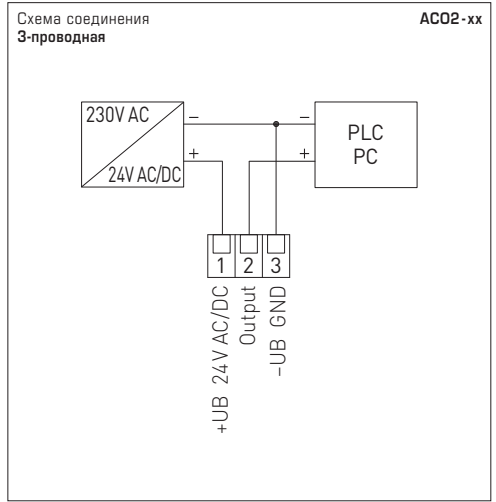 Схема соединения
3-проводная
ACO2-xx
230V AC
24V AC/DC
– –
+ +
PLC
PC
1 2 3
+UB 24V AC/DC
Output
–UB GND